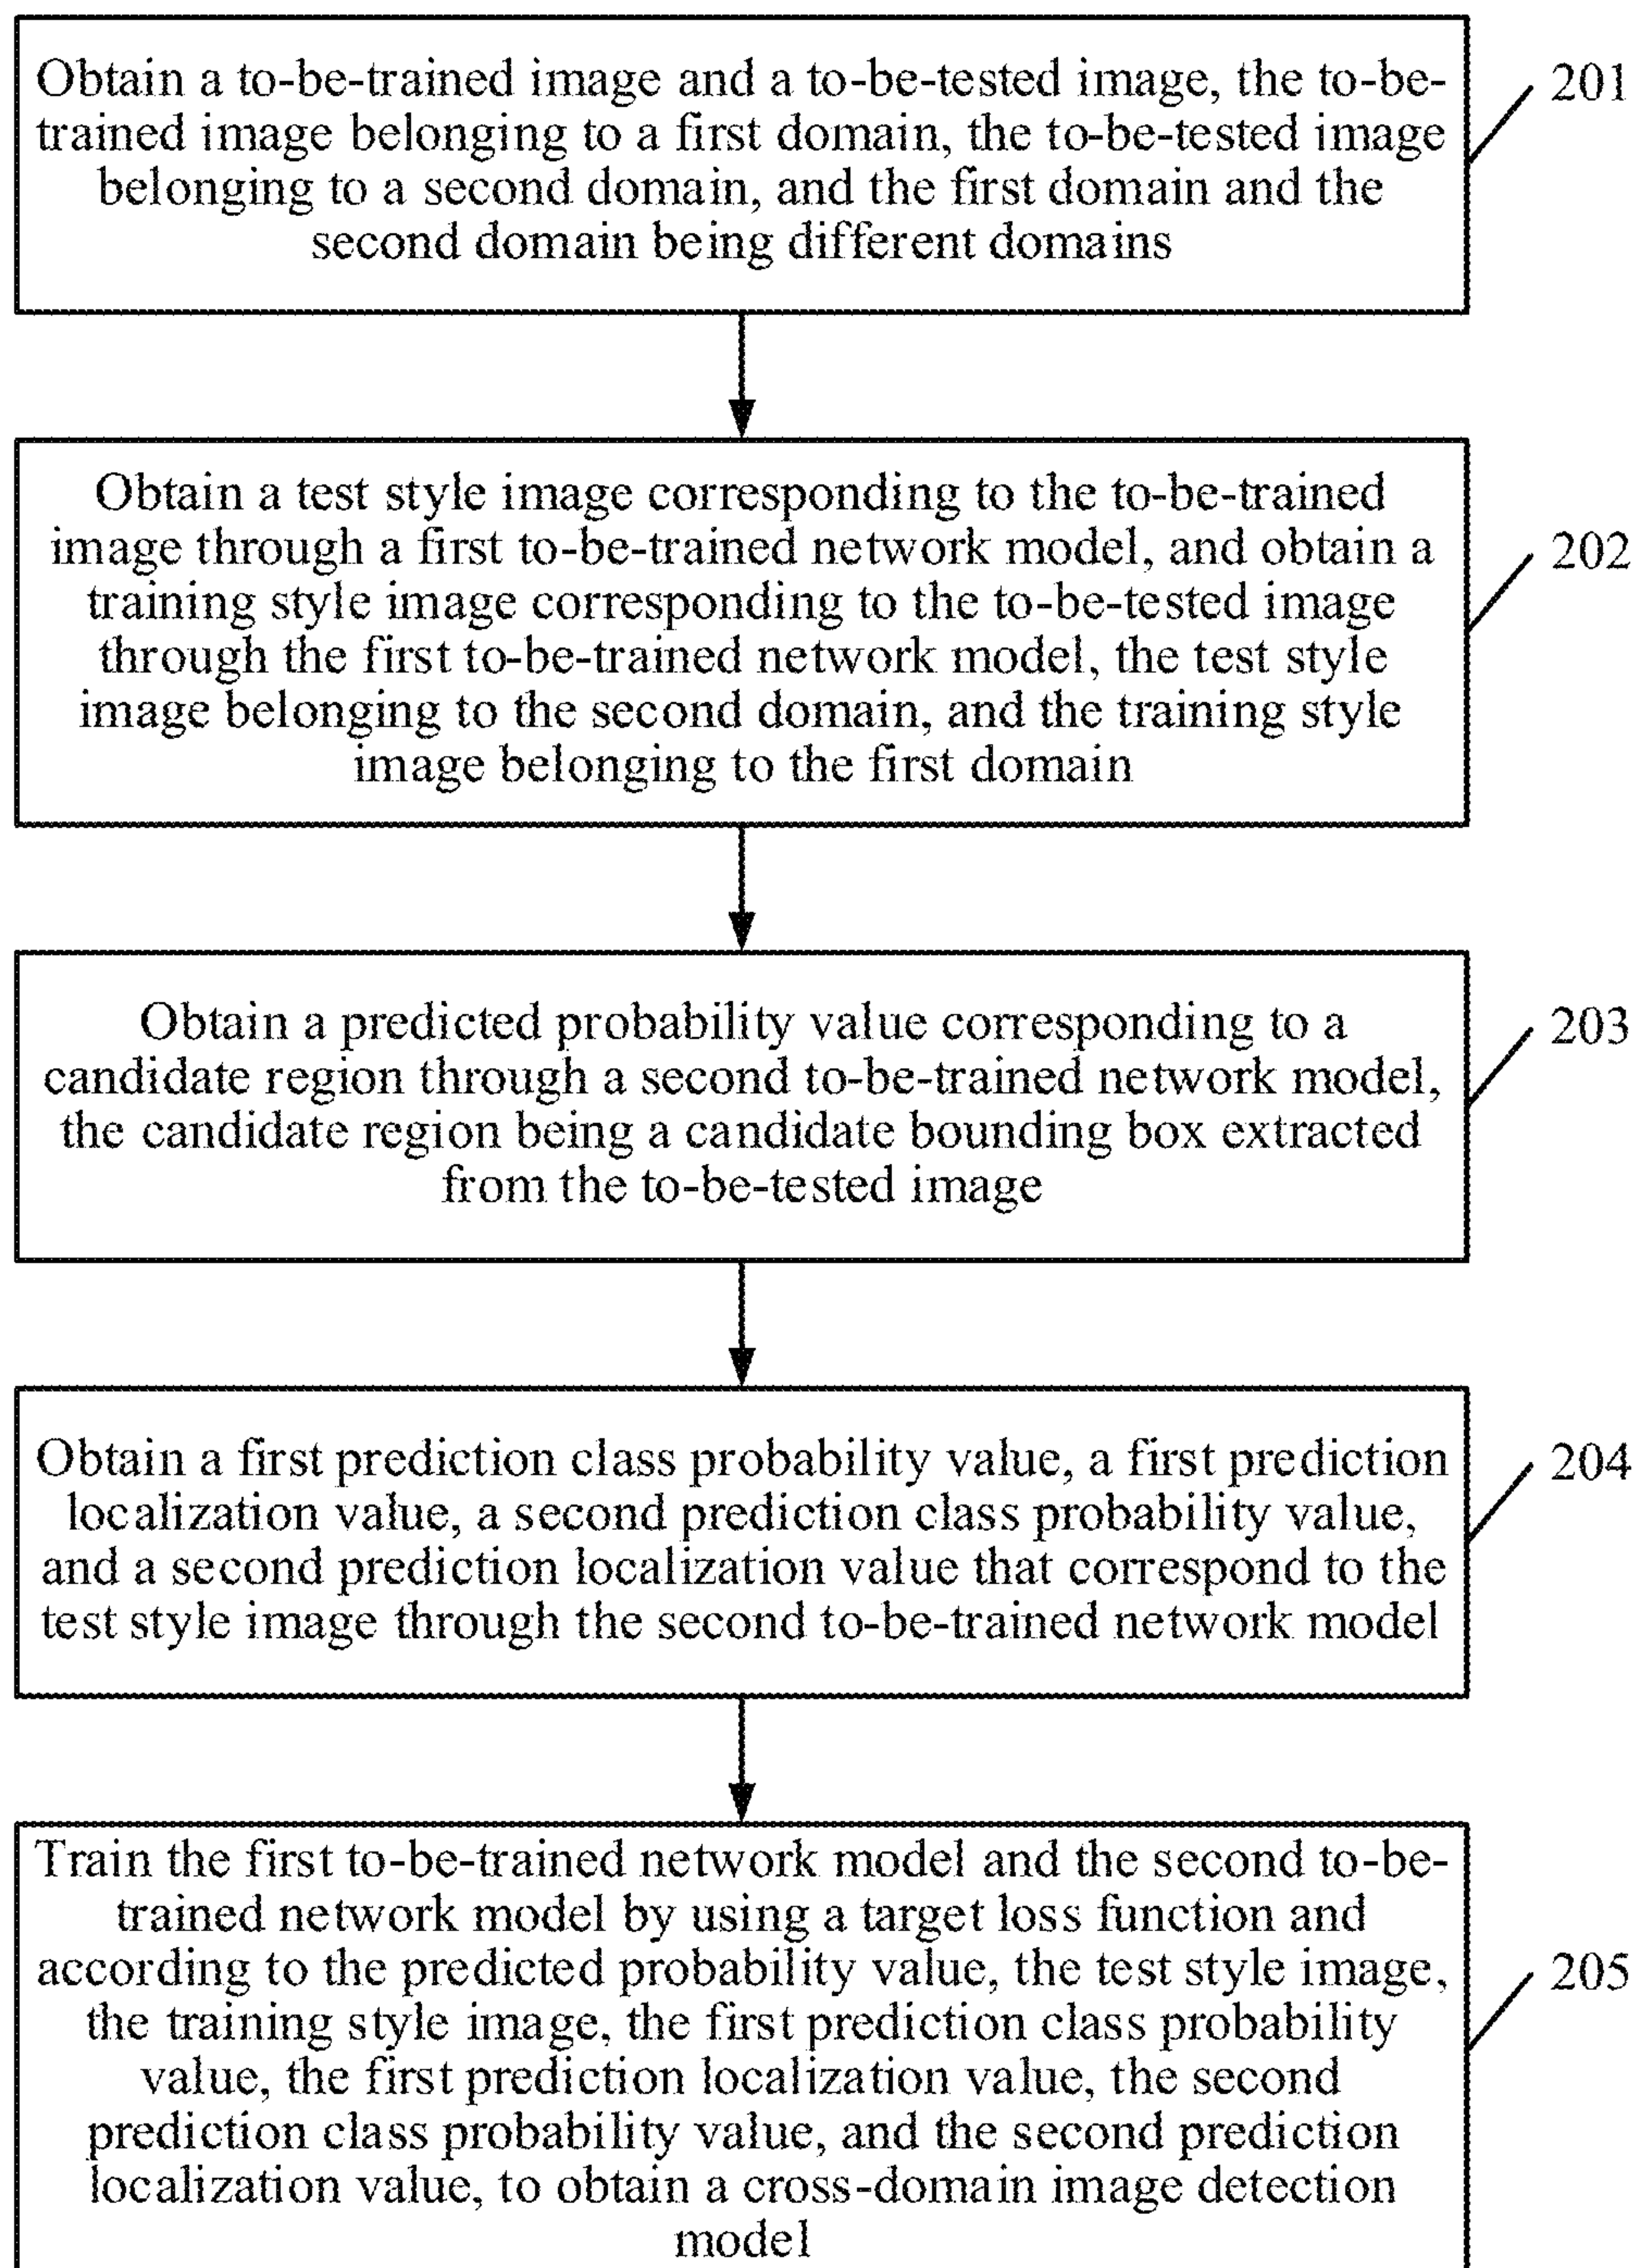 Obtain a to-be-trained image and a to-be-tested image, the to-be-
trained image belonging to a first domain, the to-be-tested image
belonging to a second domain, and the first domain and the
second domain being different domains
201
Obtain a test style image corresponding to the to-be-trained
image through a first to-be-trained network model, and obtain a
training style image corresponding to the to-be-tested image
through the first to-be-trained network model, the test style
image belonging to the second domain, and the training style
image belonging to the first domain
202
Obtain a predicted probability value corresponding to a
candidate region through a second to-be-trained network model,
the candidate region being a candidate bounding box extracted
from the to-be-tested image
203
Obtain a first prediction class probability value, a first prediction
localization value, a second prediction class probability value,
and a second prediction localization value that correspond to the
test style image through the second to-be-trained network model
204
Train the first to-be-trained network model and the second to-be-
trained network model by using a target loss function and
according to the predicted probability value, the test style image,
the training style image, the first prediction class probability
value, the first prediction localization value, the second
prediction class probability value, and the second prediction
localization value, to obtain a cross-domain image detection
model
205